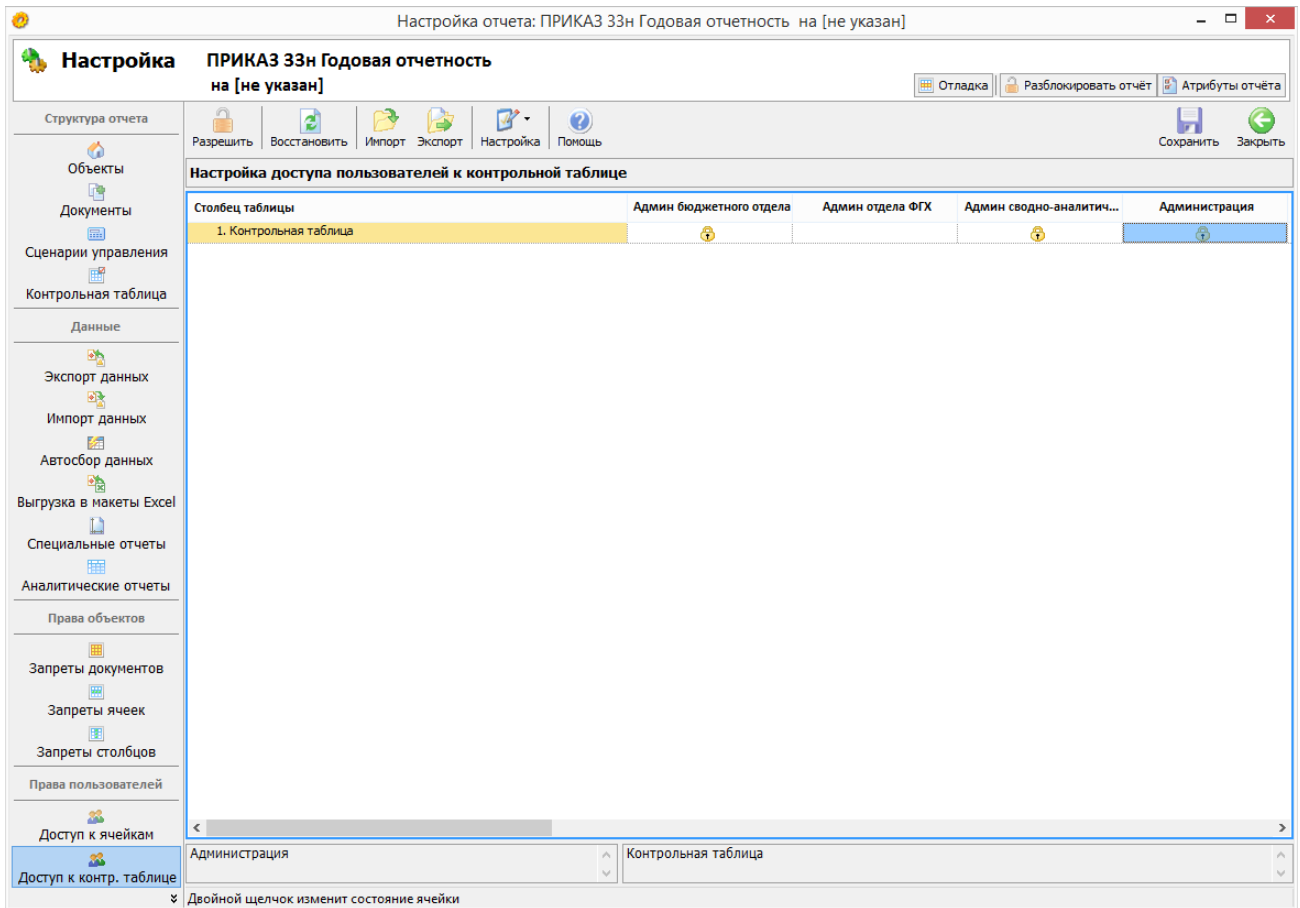 Настройка отчета: ПРИКАЗ 33н Годовая отчетность на [не указан]
Настройка
ПРИКАЗ 33н Годовая отчетность
на [не указан]
Отладка Разблокировать отчёт Атрибуты отчёта
Структура отчета
Объекты
Документы
Сценарии управления
Контрольная таблица
Данные
Экспорт данных
Импорт данных
Автосбор данных
Выгрузка в макеты Excel
Специальные отчеты
Аналитические отчеты
Права объектов
Запреты документов
Запреты ячеек
Запреты столбцов
Права пользователей
Доступ к ячейкам
Доступ к контр. таблице
Разрешить Восстановить Импорт Экспорт Настройка Помощь Сохранить Закрыть
Настройка доступа пользователей к контрольной таблице
Столбец таблицы Админ бюджетного отдела Админ отдела ФГХ Админ сводно-аналитич... Администрация
1. Контрольная таблица
Администрация Контрольная таблица
Двойной щелчок изменит состояние ячейки